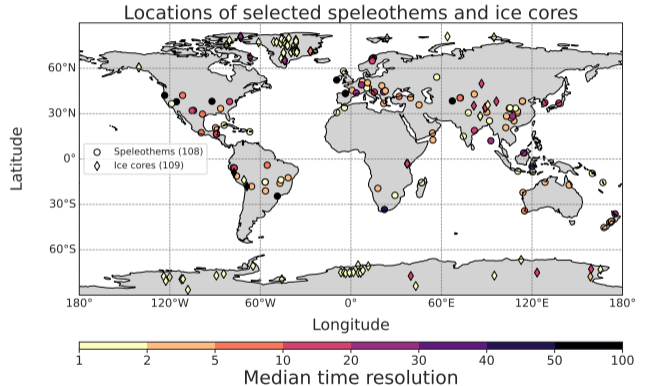 Locations of selected speleothems and ice cores
60°N
30°N
0°
30°S
60°S
Latitude
Speleothems (108)
Ice cores (109)
180° 120°W 60°W 0° 60°E 120°E 180°
Longitude
1 2 5 10 20 30 40 50 100
Median time resolution